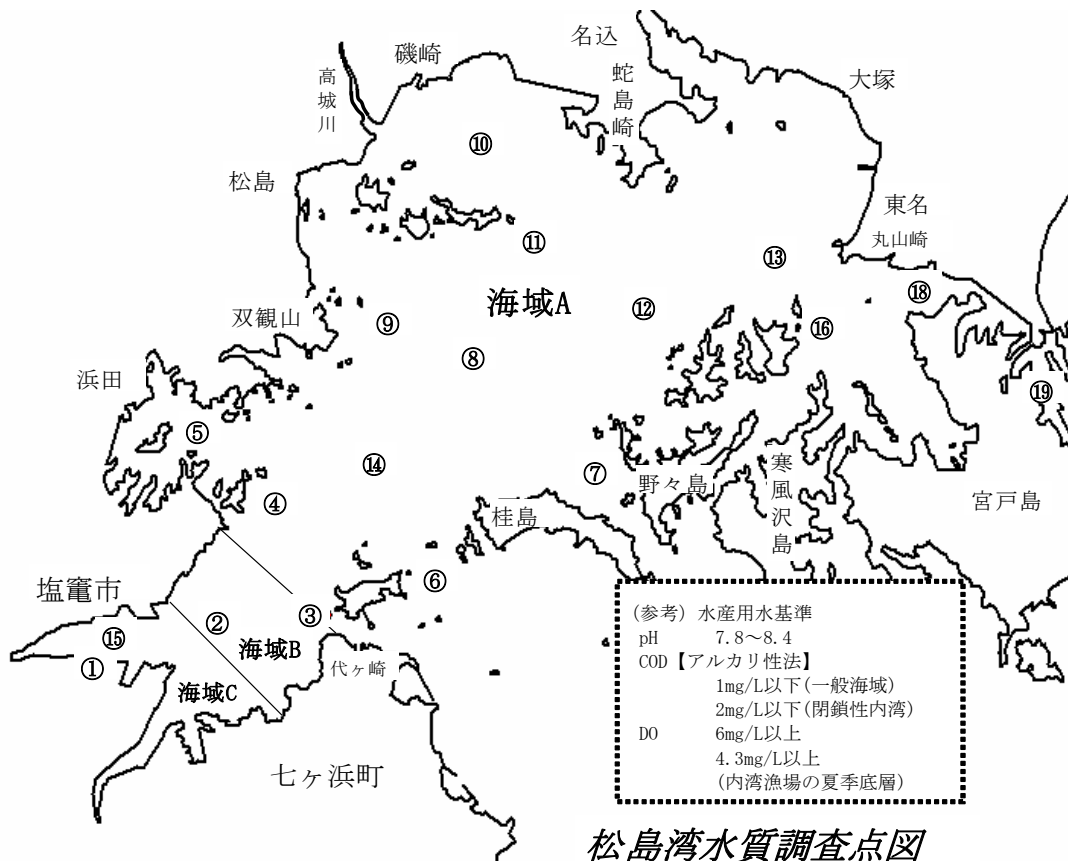 名込
磯崎
大塚
高城川
蛇島崎
⑩
松島
東名
丸山崎
⑪
⑬
⑱
海域A
双観山
⑨
⑫
⑯
⑧
浜田
⑲
⑤
⑭
⑦
野々島
寒風沢島
宮戸島
④
桂島
⑥
塩竈市
②
③
⑮
海域B
①
代ヶ崎
海域C
七ヶ浜町
(参考) 水産用水基準
pH 7.8～8.4
COD【アルカリ性法】
1mg/L以下(一般海域)
2mg/L以下(閉鎖性内湾)
DO 6mg/L以上
4.3mg/L以上
(内湾漁場の夏季底層)
松島湾水質調査点図